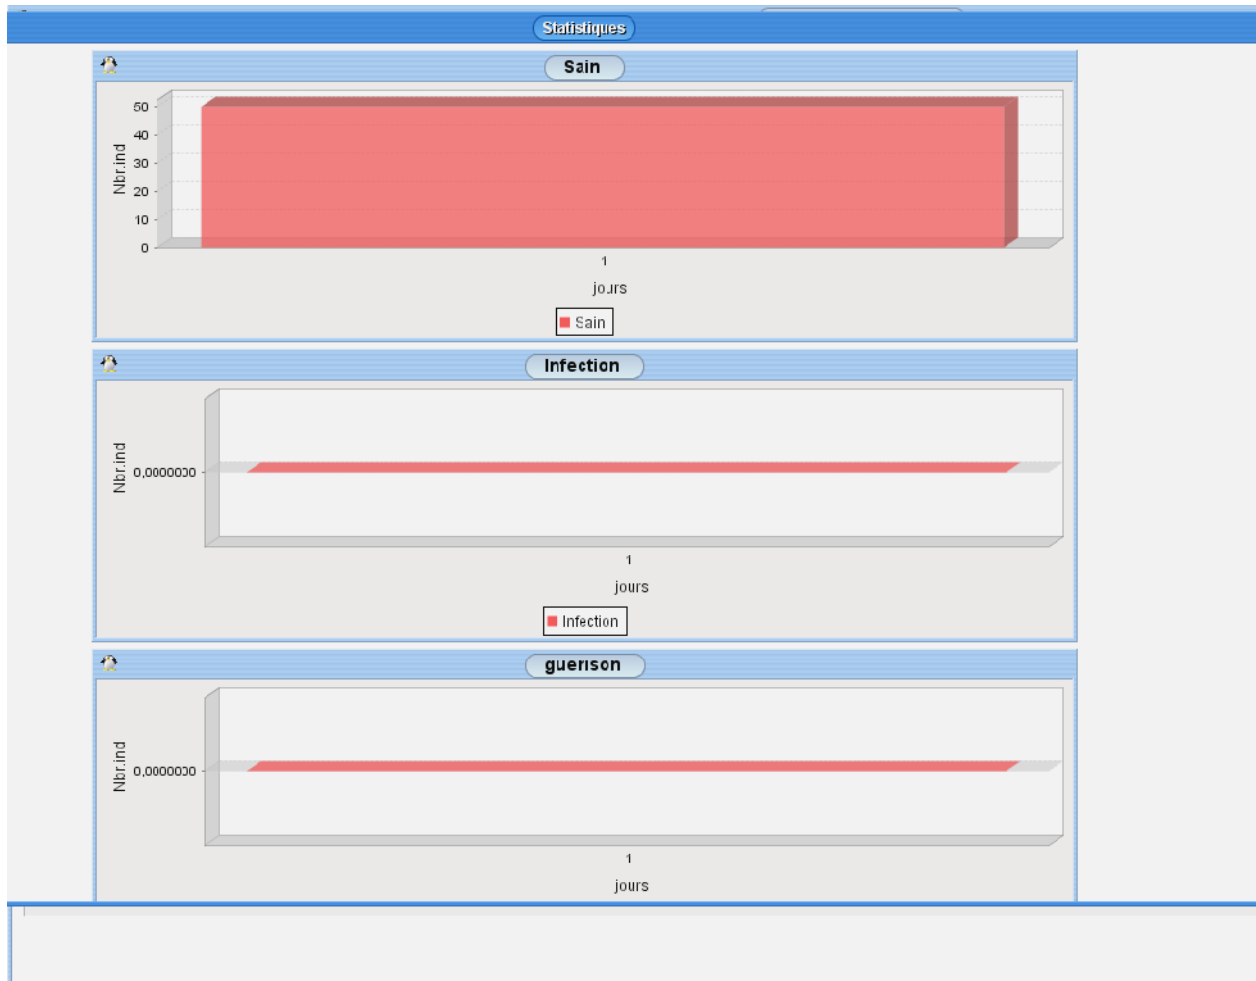 Statistiques
Sain
50
40
30
20
10
0
Nbr.ind
1
jours
Sain
Infection
Nbr.ind
0,0000000
1
jours
Infection
guerison
Nbr.ind
0,0000000
1
jours